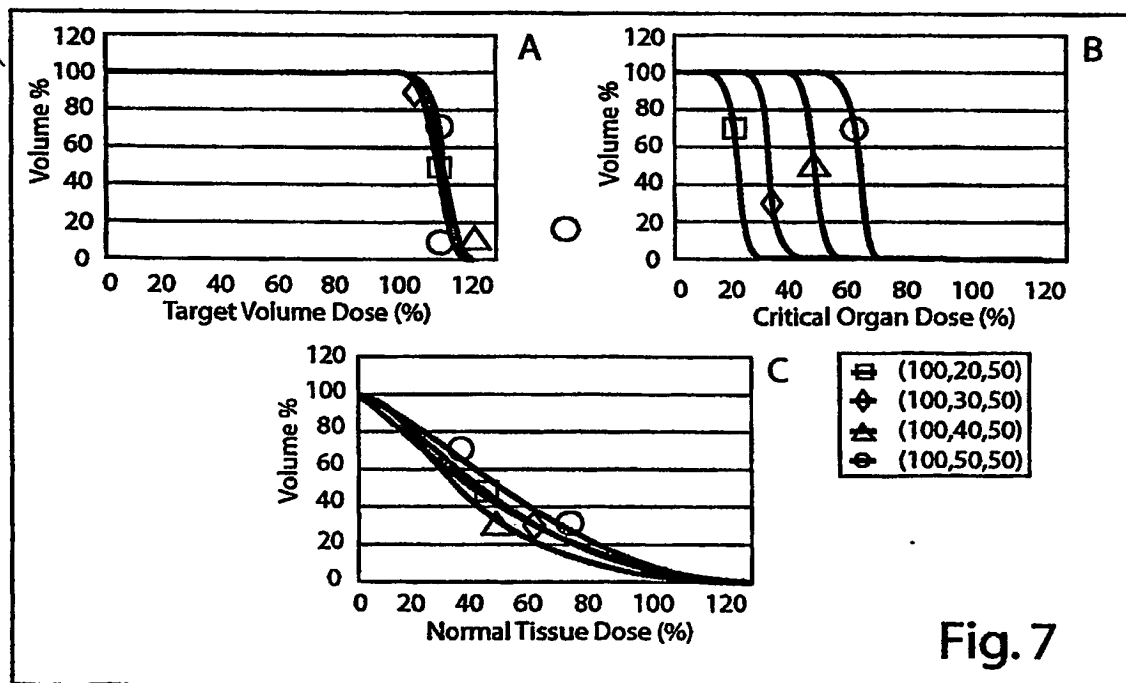 A
120
100
80
60
40
20
0
Volume %
0 20 40 60 80 100 120
Target Volume Dose (%)
B
120
100
80
60
40
20
0
Volume %
0 20 40 60 80 100 120
Critical Organ Dose (%)
C
120
100
80
60
40
20
0
Volume %
0 20 40 60 80 100 120
Normal Tissue Dose (%)
(100,20,50)
(100,30,50)
(100,40,50)
(100,50,50)
Fig. 7